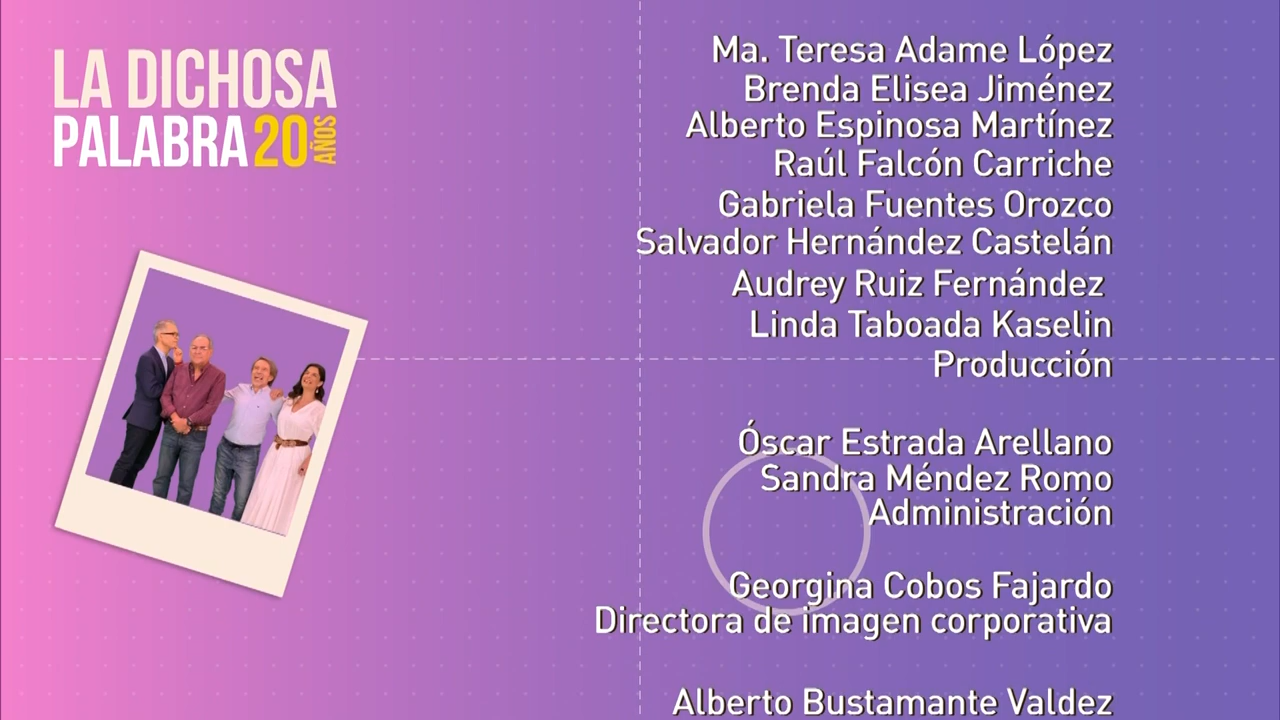 LA DICHOSA
PALABRA 20 AÑOS
Ma. Teresa Adame López
Brenda Elisea Jiménez
Alberto Espinosa Martínez
Raúl Falcón Carriche
Gabriela Fuentes Orozco
Salvador Hernández Castelán
Audrey Ruiz Fernández
Linda Taboada Kaselin
Producción
Óscar Estrada Arellano
Sandra Méndez Romo
Administración
Georgina Cobos Fajardo
Directora de imagen corporativa
Alberto Bustamante Valdez